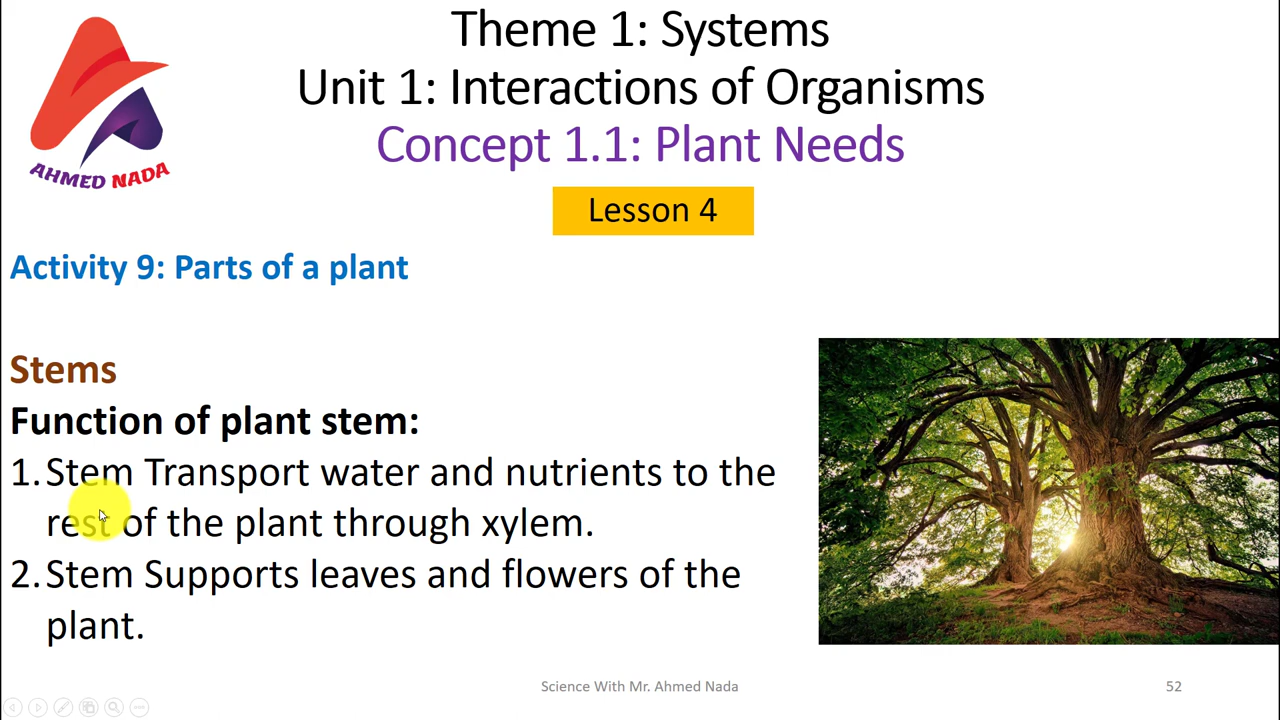 AHMED NADA
Theme 1: Systems
Unit 1: Interactions of Organisms
Concept 1.1: Plant Needs
Lesson 4
Activity 9: Parts of a plant
Stems
Function of plant stem:
1. Stem Transport water and nutrients to the
rest of the plant through xylem.
2. Stem Supports leaves and flowers of the
plant.
Science With Mr. Ahmed Nada
52